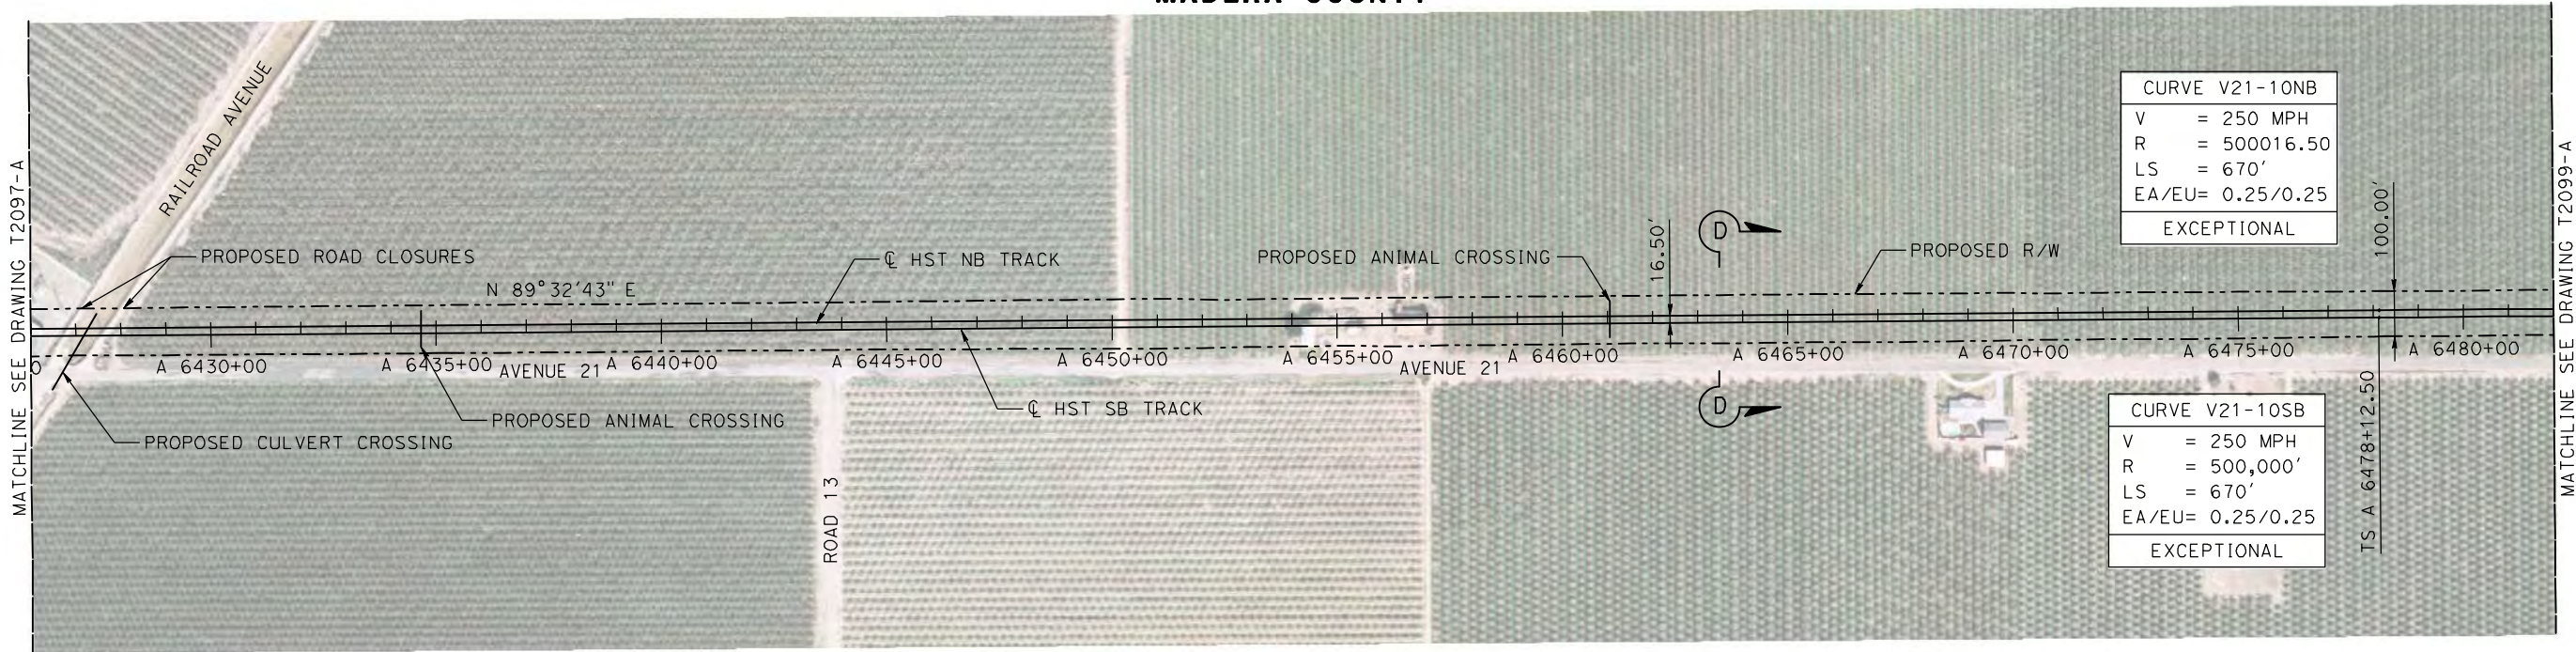 MADERA COUNTY
MATCHLINE SEE DRAWING T2097-A
RAILROAD AVENUE
PROPOSED ROAD CLOSURES
N 89°32'43" E
℄ HST NB TRACK
PROPOSED ANIMAL CROSSING
16.50'
D
PROPOSED R/W
CURVE V21-10NB
V = 250 MPH
R = 500016.50
LS = 670'
EA/EU= 0.25/0.25
EXCEPTIONAL
100.00'
MATCHLINE SEE DRAWING T2099-A
0
A 6430+00
A 6435+00
AVENUE 21
A 6440+00
A 6445+00
A 6450+00
A 6455+00
AVENUE 21
A 6460+00
A 6465+00
A 6470+00
A 6475+00
A 6480+00
PROPOSED CULVERT CROSSING
PROPOSED ANIMAL CROSSING
℄ HST SB TRACK
ROAD 13
D
CURVE V21-10SB
V = 250 MPH
R = 500,000'
LS = 670'
EA/EU= 0.25/0.25
EXCEPTIONAL
TS A 6478+12.50